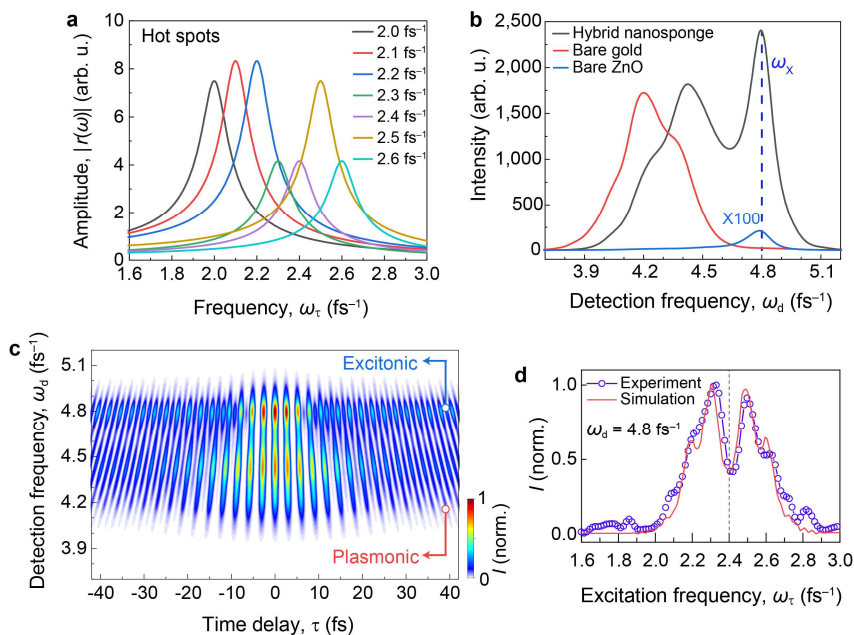 a
Hot spots
2.0 fs⁻¹
2.1 fs⁻¹
2.2 fs⁻¹
2.3 fs⁻¹
2.4 fs⁻¹
2.5 fs⁻¹
2.6 fs⁻¹
Amplitude, |r(ω)| (arb. u.)
10
8
6
4
2
0
1.6 1.8 2.0 2.2 2.4 2.6 2.8 3.0
Frequency, ω_τ (fs⁻¹)
b
Hybrid nanosponge
Bare gold
Bare ZnO
ω_X
X100
Intensity (arb. u.)
2,500
2,000
1,500
1,000
500
0
3.9 4.2 4.5 4.8 5.1
Detection frequency, ω_d (fs⁻¹)
c
Excitonic
Plasmonic
Detection frequency, ω_d (fs⁻¹)
5.1
4.8
4.5
4.2
3.9
-40 -30 -20 -10 0 10 20 30 40
Time delay, τ (fs)
1
0
I (norm.)
d
Experiment
Simulation
ω_d = 4.8 fs⁻¹
I (norm.)
1.0
0.5
0.0
1.6 1.8 2.0 2.2 2.4 2.6 2.8 3.0
Excitation frequency, ω_τ (fs⁻¹)